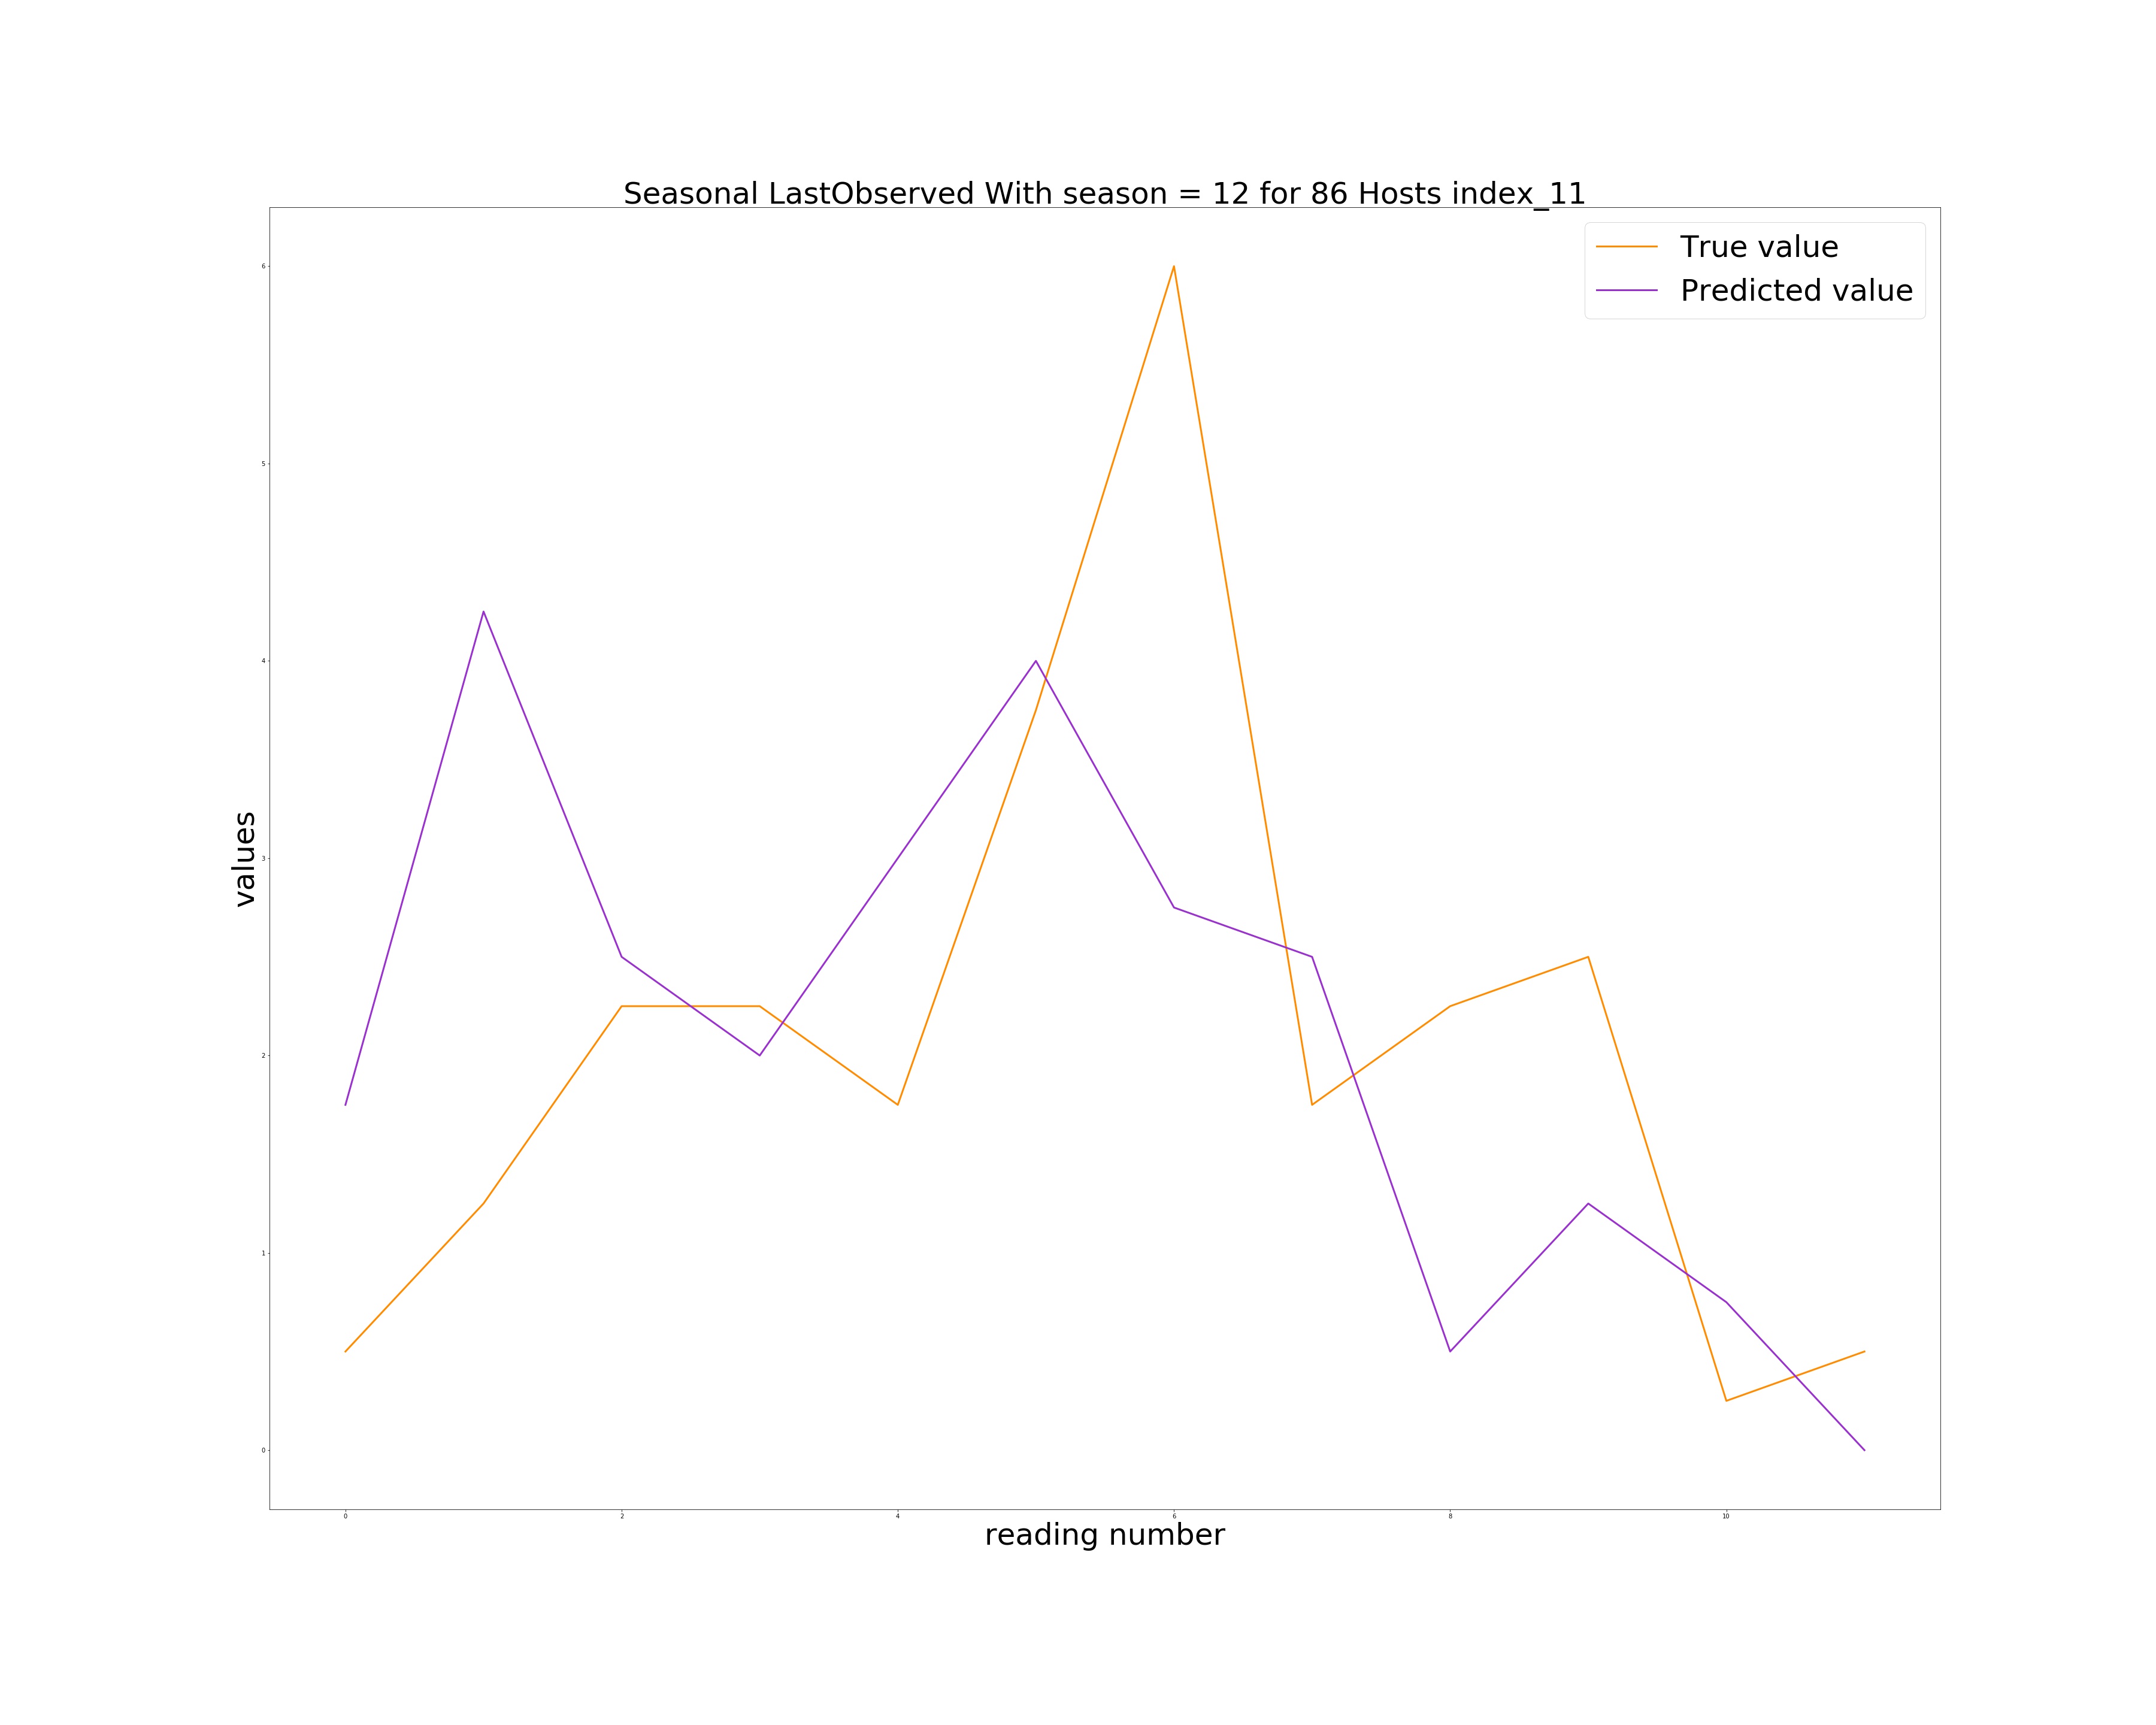 Seasonal LastObserved With season = 12 for 86 Hosts index_11
True value
Predicted value
6
5
4
3
2
1
0
values
0 2 4 6 8 10
reading number